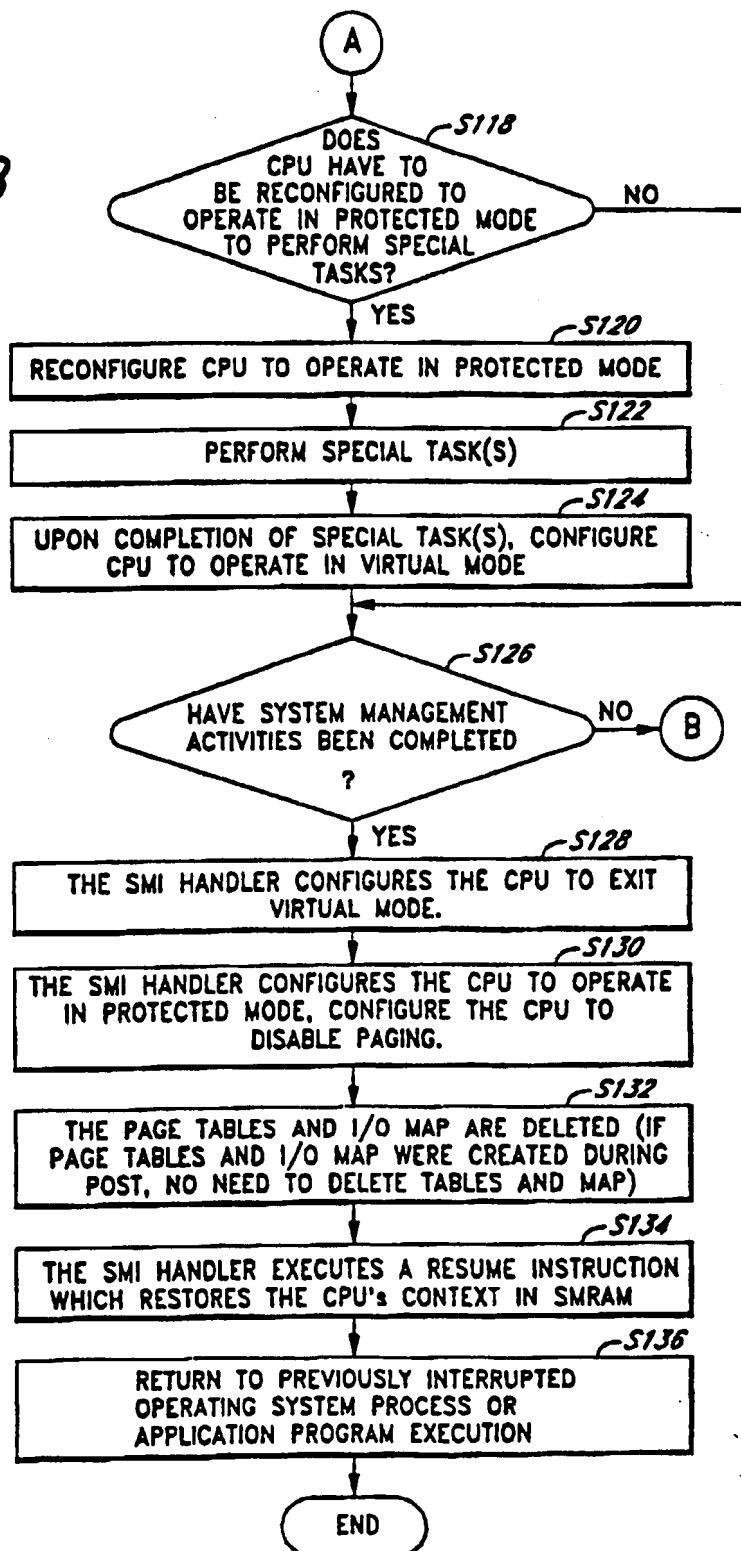 A
S118
DOES
CPU HAVE TO
BE RECONFIGURED TO
OPERATE IN PROTECTED MODE
TO PERFORM SPECIAL
TASKS?
NO
YES
S120
RECONFIGURE CPU TO OPERATE IN PROTECTED MODE
S122
PERFORM SPECIAL TASK(S)
S124
UPON COMPLETION OF SPECIAL TASK(S), CONFIGURE
CPU TO OPERATE IN VIRTUAL MODE
S126
HAVE SYSTEM MANAGEMENT
ACTIVITIES BEEN COMPLETED
?
NO
B
YES
S128
THE SMI HANDLER CONFIGURES THE CPU TO EXIT
VIRTUAL MODE.
S130
THE SMI HANDLER CONFIGURES THE CPU TO OPERATE
IN PROTECTED MODE, CONFIGURE THE CPU TO
DISABLE PAGING.
S132
THE PAGE TABLES AND I/O MAP ARE DELETED (IF
PAGE TABLES AND I/O MAP WERE CREATED DURING
POST, NO NEED TO DELETE TABLES AND MAP)
S134
THE SMI HANDLER EXECUTES A RESUME INSTRUCTION
WHICH RESTORES THE CPU's CONTEXT IN SMRAM
S136
RETURN TO PREVIOUSLY INTERRUPTED
OPERATING SYSTEM PROCESS OR
APPLICATION PROGRAM EXECUTION
END